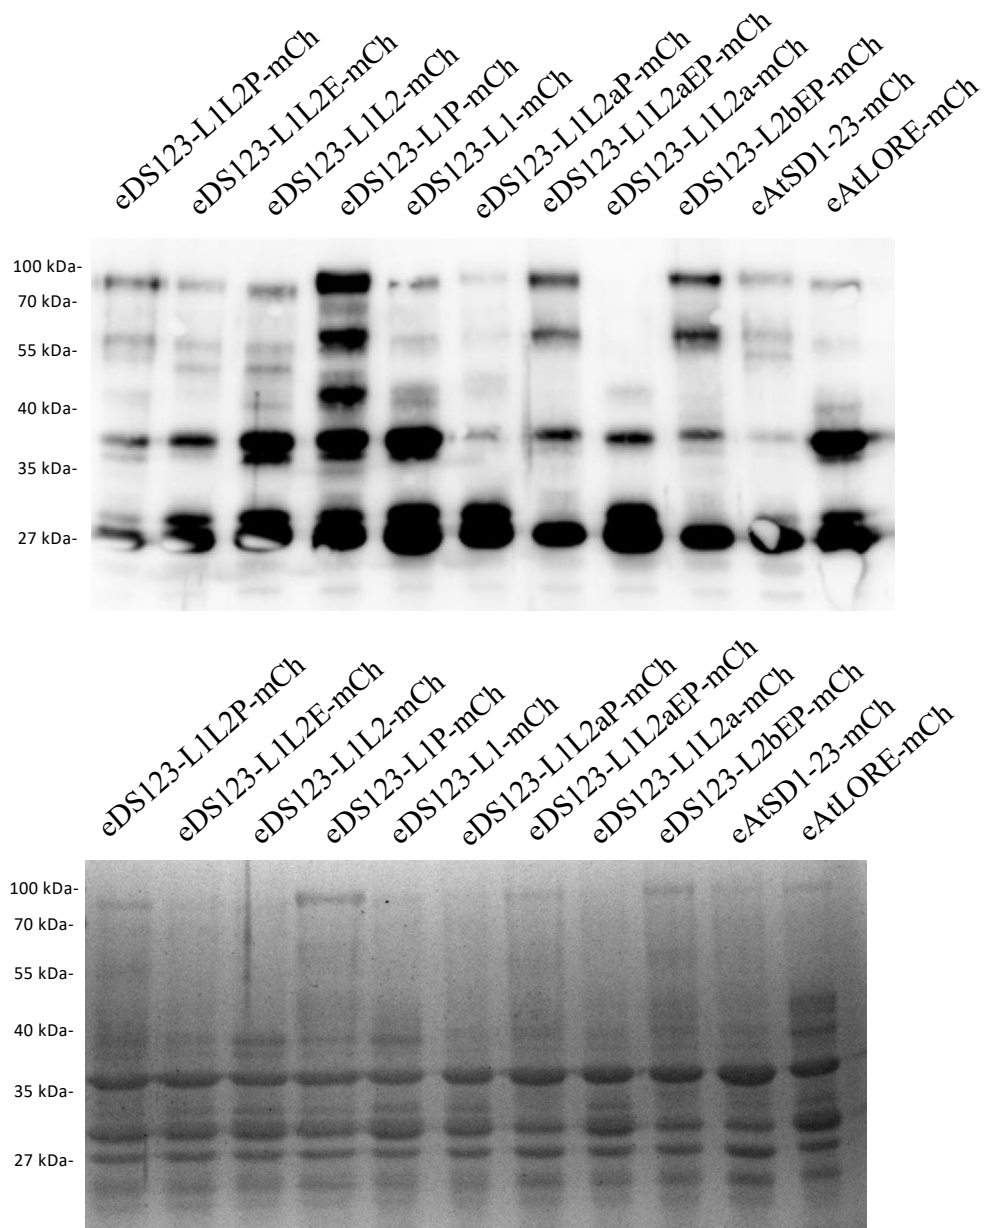 eDS123-L1L2P-mCh
eDS123-L1L2E-mCh
eDS123-L1L2-mCh
eDS123-L1P-mCh
eDS123-L1-mCh
eDS123-L1L2aP-mCh
eDS123-L1L2aEP-mCh
eDS123-L1L2a-mCh
eDS123-L2bEP-mCh
eAtSD1-23-mCh
eAtLORE-mCh
100 kDa-
70 kDa-
55 kDa-
40 kDa-
35 kDa-
27 kDa-
eDS123-L1L2P-mCh
eDS123-L1L2E-mCh
eDS123-L1L2-mCh
eDS123-L1P-mCh
eDS123-L1-mCh
eDS123-L1L2aP-mCh
eDS123-L1L2aEP-mCh
eDS123-L1L2a-mCh
eDS123-L2bEP-mCh
eAtSD1-23-mCh
eAtLORE-mCh
100 kDa-
70 kDa-
55 kDa-
40 kDa-
35 kDa-
27 kDa-